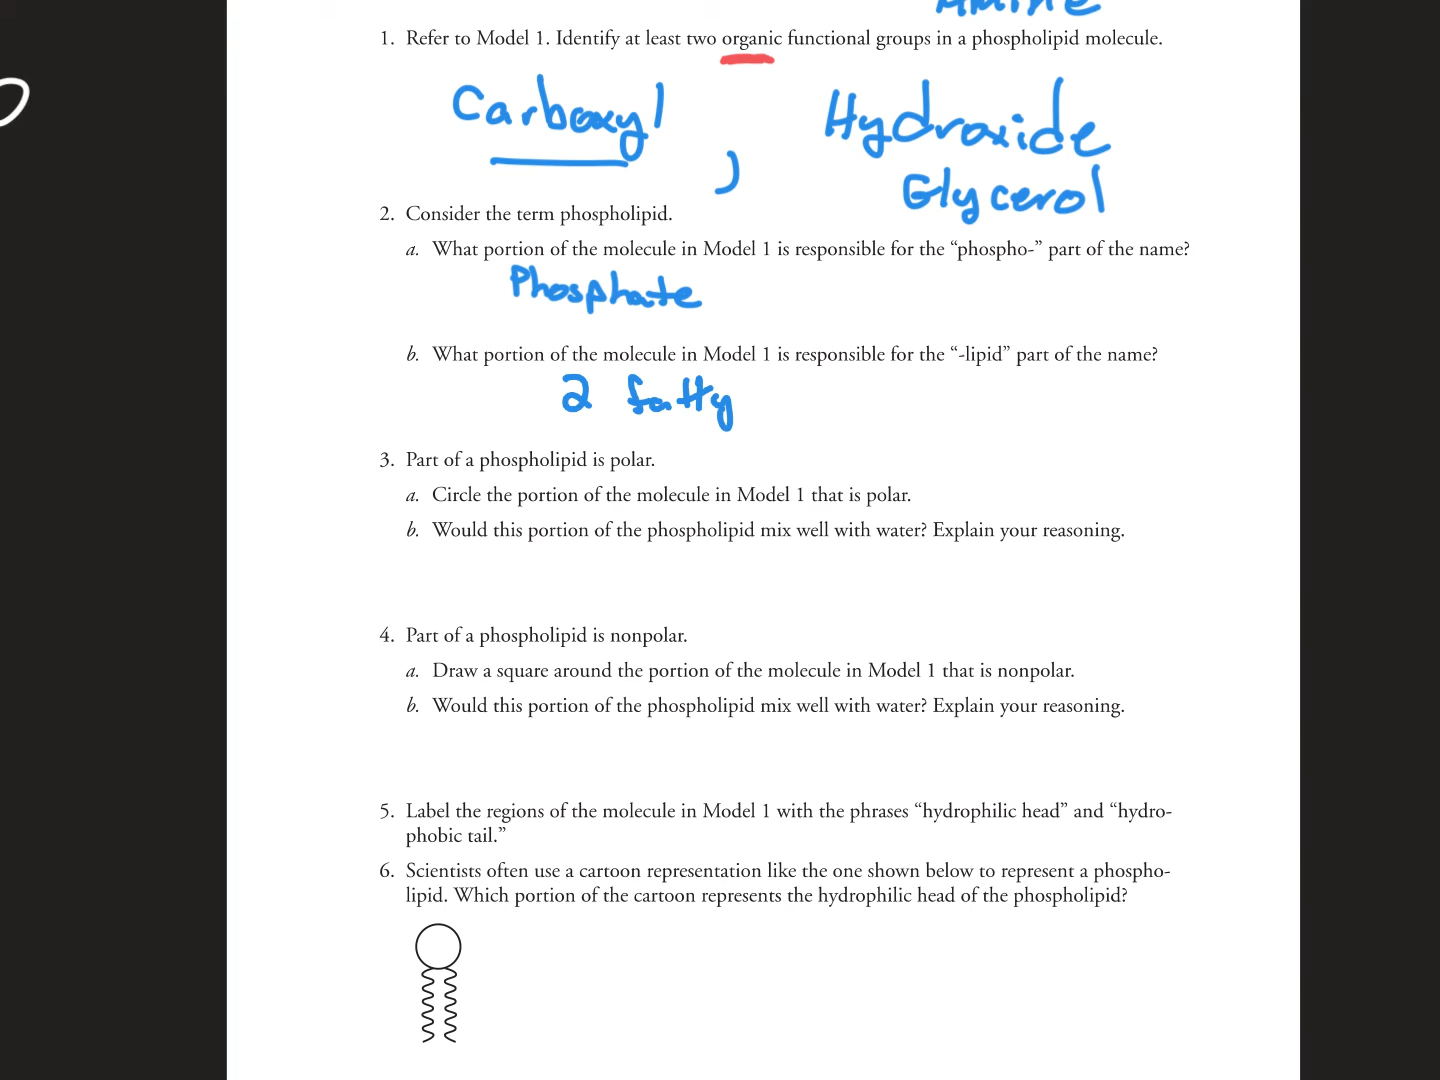 Amine
1. Refer to Model 1. Identify at least two organic functional groups in a phospholipid molecule.
Carboxyl , Hydroxide
Glycerol
2. Consider the term phospholipid.
a. What portion of the molecule in Model 1 is responsible for the “phospho-” part of the name?
Phosphate
b. What portion of the molecule in Model 1 is responsible for the “-lipid” part of the name?
2 fatty
3. Part of a phospholipid is polar.
a. Circle the portion of the molecule in Model 1 that is polar.
b. Would this portion of the phospholipid mix well with water? Explain your reasoning.
4. Part of a phospholipid is nonpolar.
a. Draw a square around the portion of the molecule in Model 1 that is nonpolar.
b. Would this portion of the phospholipid mix well with water? Explain your reasoning.
5. Label the regions of the molecule in Model 1 with the phrases “hydrophilic head” and “hydro-
phobic tail.”
6. Scientists often use a cartoon representation like the one shown below to represent a phospho-
lipid. Which portion of the cartoon represents the hydrophilic head of the phospholipid?